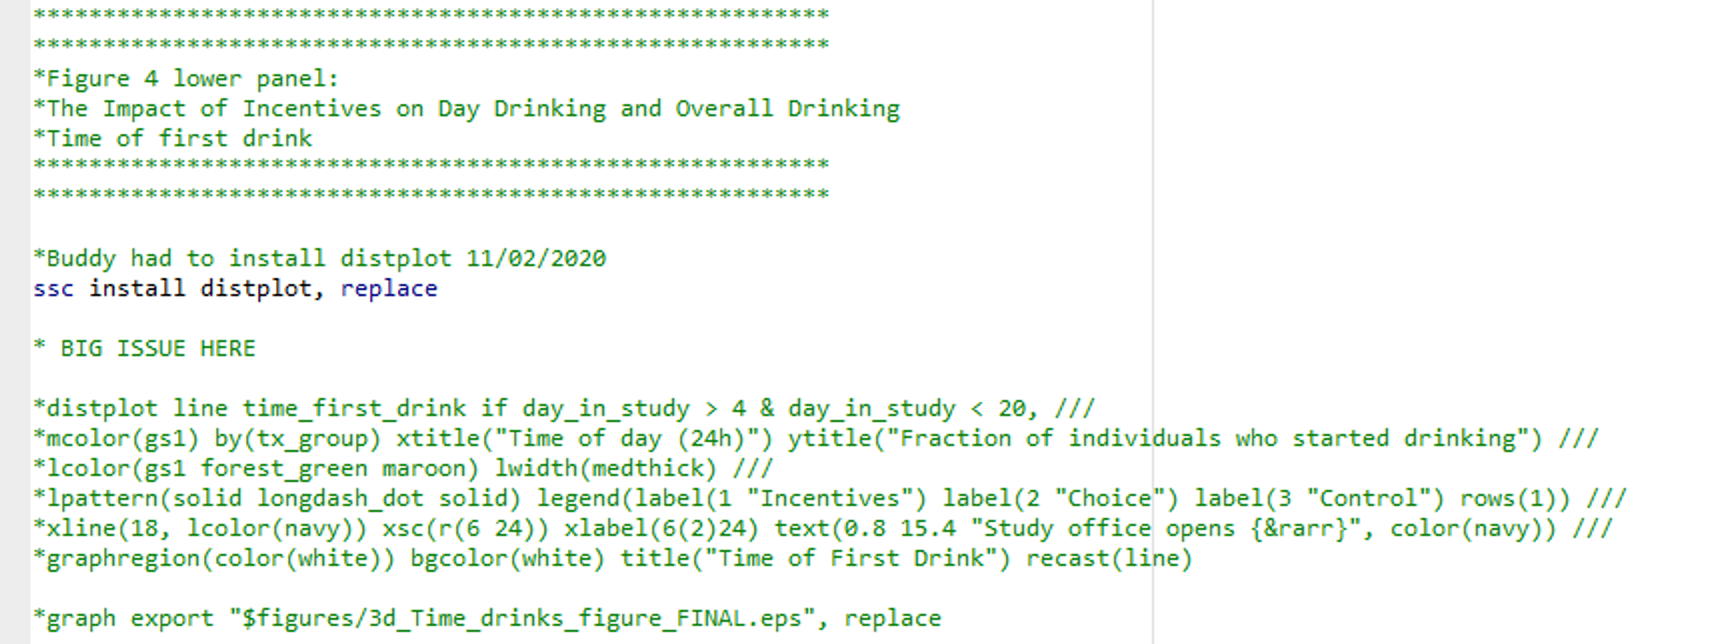 *********************************************************
*********************************************************
*Figure 4 lower panel:
*The Impact of Incentives on Day Drinking and Overall Drinking
*Time of first drink
*********************************************************
*********************************************************
*Buddy had to install distplot 11/02/2020
ssc install distplot, replace
* BIG ISSUE HERE
*distplot line time_first_drink if day_in_study > 4 & day_in_study < 20, ///
*mcolor(gs1) by(tx_group) xtitle("Time of day (24h)") ytitle("Fraction of individuals who started drinking") ///
*lcolor(gs1 forest_green maroon) lwidth(medthick) ///
*lpattern(solid longdash_dot solid) legend(label(1 "Incentives") label(2 "Choice") label(3 "Control") rows(1)) ///
*xline(18, lcolor(navy)) xsc(r(6 24)) xlabel(6(2)24) text(0.8 15.4 "Study office opens {&rarr}", color(navy)) ///
*graphregion(color(white)) bgcolor(white) title("Time of First Drink") recast(line)
*graph export "$figures/3d_Time_drinks_figure_FINAL.eps", replace